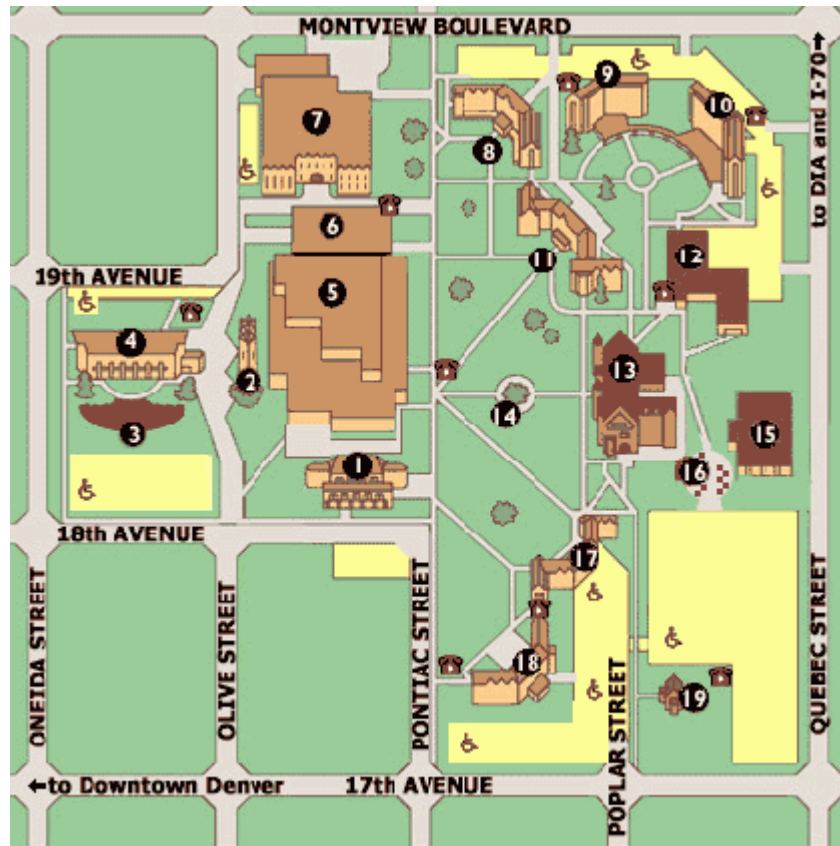 MONTVIEW BOULEVARD
to DIA and I-70
9
10
7
8
6
12
11
19th AVENUE
5
4
13
2
14
3
15
1
16
18th AVENUE
17
18
19
ONEIDA STREET
OLIVE STREET
PONTIAC STREET
POPLAR STREET
QUEBEC STREET
←to Downtown Denver
17th AVENUE